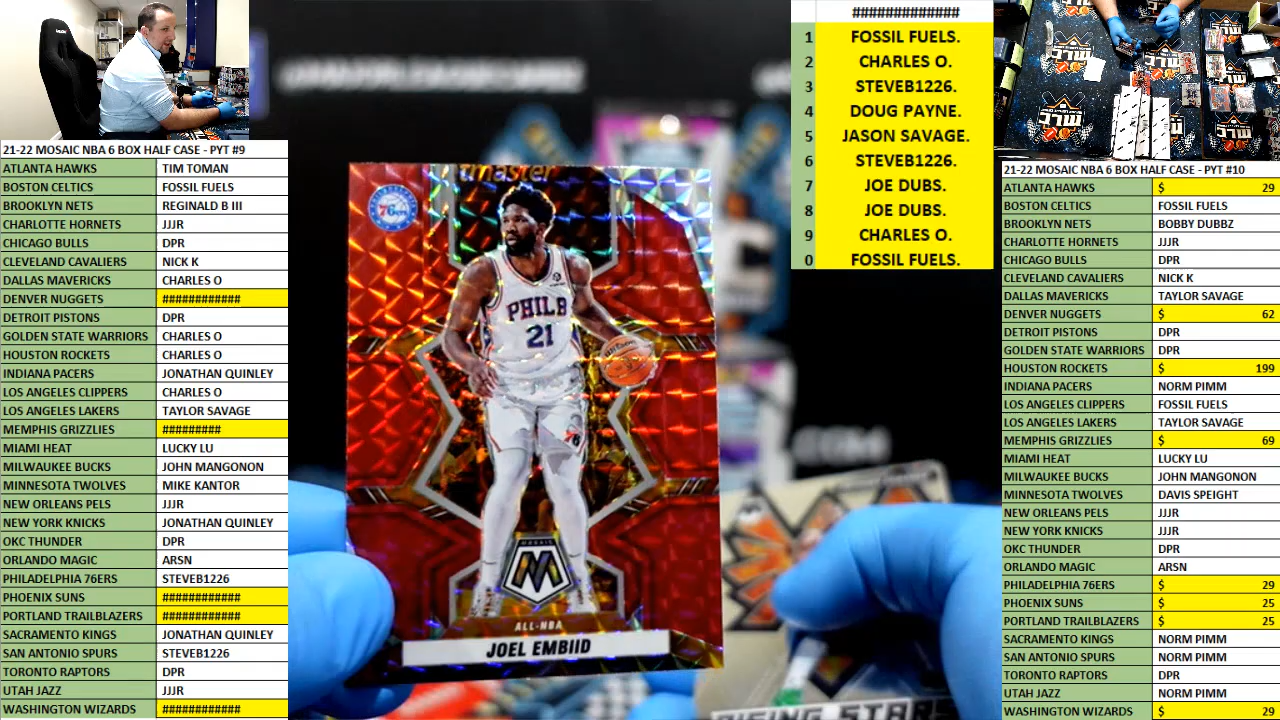 21-22 MOSAIC NBA 6 BOX HALF CASE - PYT #9
ATLANTA HAWKS TIM TOMAN
BOSTON CELTICS FOSSIL FUELS
BROOKLYN NETS REGINALD B III
CHARLOTTE HORNETS JJJR
CHICAGO BULLS DPR
CLEVELAND CAVALIERS NICK K
DALLAS MAVERICKS CHARLES O
DENVER NUGGETS ############
DETROIT PISTONS DPR
GOLDEN STATE WARRIORS CHARLES O
HOUSTON ROCKETS CHARLES O
INDIANA PACERS JONATHAN QUINLEY
LOS ANGELES CLIPPERS CHARLES O
LOS ANGELES LAKERS TAYLOR SAVAGE
MEMPHIS GRIZZLIES #########
MIAMI HEAT LUCKY LU
MILWAUKEE BUCKS JOHN MANGONON
MINNESOTA TWOLVES MIKE KANTOR
NEW ORLEANS PELS JJJR
NEW YORK KNICKS JONATHAN QUINLEY
OKC THUNDER DPR
ORLANDO MAGIC ARSN
PHILADELPHIA 76ERS STEVEB1226
PHOENIX SUNS ############
PORTLAND TRAILBLAZERS ############
SACRAMENTO KINGS JONATHAN QUINLEY
SAN ANTONIO SPURS STEVEB1226
TORONTO RAPTORS DPR
UTAH JAZZ JJJR
WASHINGTON WIZARDS ############
76ERS
PHILA
21
MOSAIC
M
ALL-NBA
JOEL EMBIID
RISING STARS
.COM
#############
1 FOSSIL FUELS.
2 CHARLES O.
3 STEVEB1226.
4 DOUG PAYNE.
5 JASON SAVAGE.
6 STEVEB1226.
7 JOE DUBS.
8 JOE DUBS.
9 CHARLES O.
0 FOSSIL FUELS.
MLC
21-22 MOSAIC NBA 6 BOX HALF CASE - PYT #10
ATLANTA HAWKS $ 29
BOSTON CELTICS FOSSIL FUELS
BROOKLYN NETS BOBBY DUBBZ
CHARLOTTE HORNETS JJJR
CHICAGO BULLS DPR
CLEVELAND CAVALIERS NICK K
DALLAS MAVERICKS TAYLOR SAVAGE
DENVER NUGGETS $ 62
DETROIT PISTONS DPR
GOLDEN STATE WARRIORS DPR
HOUSTON ROCKETS $ 199
INDIANA PACERS NORM PIMM
LOS ANGELES CLIPPERS FOSSIL FUELS
LOS ANGELES LAKERS TAYLOR SAVAGE
MEMPHIS GRIZZLIES $ 69
MIAMI HEAT LUCKY LU
MILWAUKEE BUCKS JOHN MANGONON
MINNESOTA TWOLVES DAVIS SPEIGHT
NEW ORLEANS PELS JJJR
NEW YORK KNICKS JJJR
OKC THUNDER DPR
ORLANDO MAGIC ARSN
PHILADELPHIA 76ERS $ 29
PHOENIX SUNS $ 25
PORTLAND TRAILBLAZERS $ 25
SACRAMENTO KINGS NORM PIMM
SAN ANTONIO SPURS NORM PIMM
TORONTO RAPTORS DPR
UTAH JAZZ NORM PIMM
WASHINGTON WIZARDS $ 29